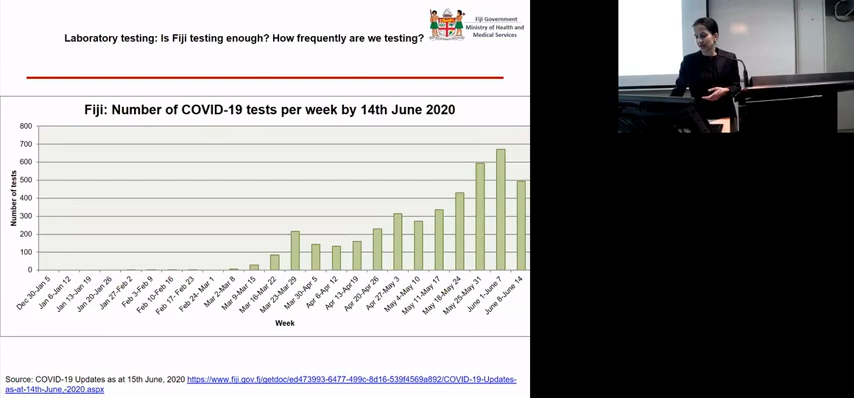 Laboratory testing: Is Fiji testing enough? How frequently are we testing?
Fiji Government
Ministry of Health and
Medical Services
Fiji: Number of COVID-19 tests per week by 14th June 2020
Number of tests
800
700
600
500
400
300
200
100
0
Dec 30-Jan 5
Jan 6-Jan 12
Jan 13-Jan 19
Jan 20-Jan 26
Jan 27-Feb 2
Feb 3-Feb 9
Feb 10-Feb 16
Feb 17- Feb 23
Feb 24- Mar 1
Mar 2-Mar 8
Mar 9-Mar 15
Mar 16-Mar 22
Mar 23-Mar 29
Mar 30-Apr 5
Apr 6-Apr 12
Apr 13-Apr19
Apr 20-Apr 26
Apr 27-May 3
May 4-May 10
May 11-May 17
May 18-May 24
May 25-May 31
June 1-June 7
June 8-June 14
Week
Source: COVID-19 Updates as at 15th June, 2020 https://www.fiji.gov.fj/getdoc/ed473993-6477-499c-8d16-539f4569a892/COVID-19-Updates-
as-at-14th-June,-2020.aspx